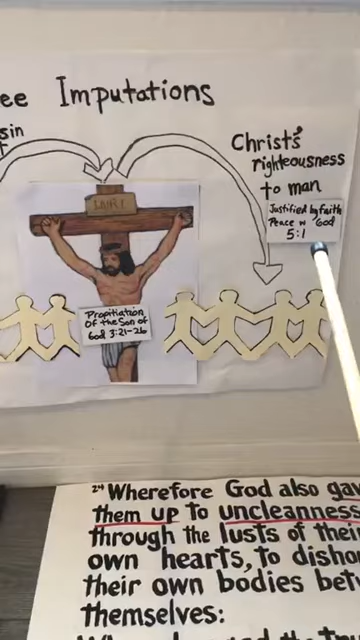 ee Imputations
sin
Christ's
righteousness
to man
Justified by faith
Peace w God
5:1
INRI
Propitiation
Of the Son of
God 3:21-26
24 Wherefore God also gav
them up to uncleanness
through the lusts of their
own hearts, to dishon
their own bodies bet
themselves: